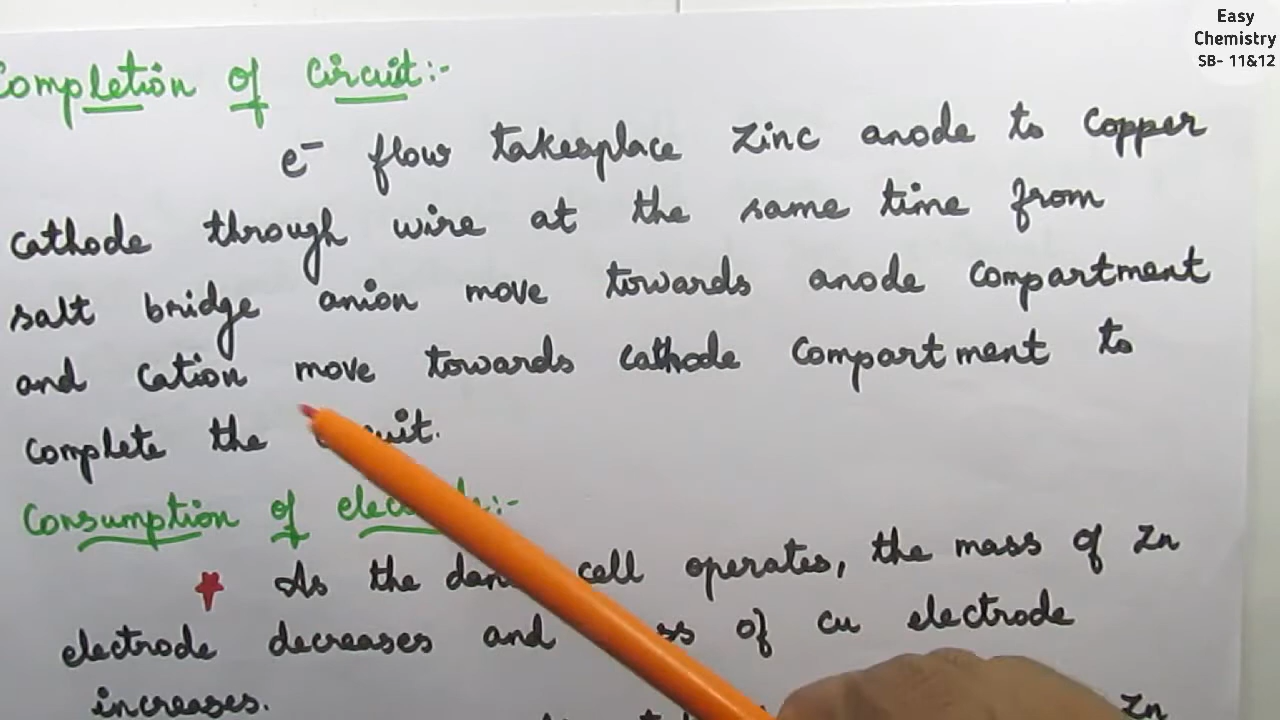 Easy
Chemistry
SB- 11&12
Completion of Circuit:-
e⁻ flow takesplace Zinc anode to Copper
cathode through wire at the same time from
salt bridge anion move towards anode compartment
and cation move towards cathode compartment to
complete the
Consumption of :-
As the cell operates, the mass of Zn
electrode decreases and of cu electrode
increases.
Zn